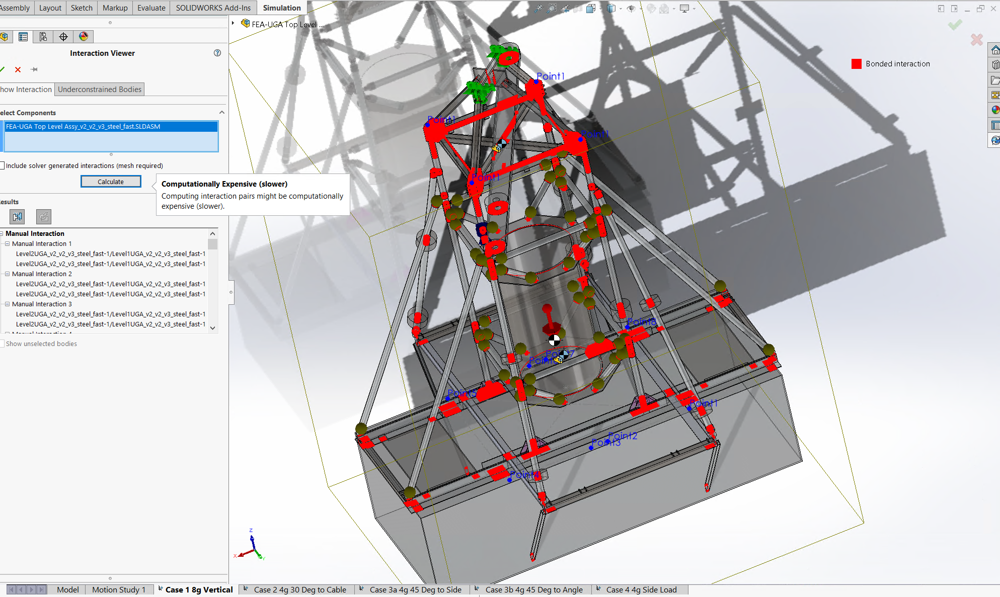 Assembly
Layout
Sketch
Markup
Evaluate
SOLIDWORKS Add-Ins
Simulation
FEA-UGA Top Level ...
Interaction Viewer
how Interaction
Underconstrained Bodies
elect Components
FEA-UGA Top Level Assy_v2_v2_v3_steel_fast.SLDASM
Include solver generated interactions (mesh required)
Calculate
Computationally Expensive (slower)
Computing interaction pairs might be computationally
expensive (slower).
esults
Manual Interaction
Manual Interaction 1
Level2UGA_v2_v2_v3_steel_fast-1/Level1UGA_v2_v2_v3_steel_fast-1
Level2UGA_v2_v2_v3_steel_fast-1/Level1UGA_v2_v2_v3_steel_fast-1
Manual Interaction 2
Level2UGA_v2_v2_v3_steel_fast-1/Level1UGA_v2_v2_v3_steel_fast-1
Level2UGA_v2_v2_v3_steel_fast-1/Level1UGA_v2_v2_v3_steel_fast-1
Manual Interaction 3
Level2UGA_v2_v2_v3_steel_fast-1/Level1UGA_v2_v2_v3_steel_fast-1
Level2UGA_v2_v2_v3_steel_fast-1/Level1UGA_v2_v2_v3_steel_fast-1
Show unselected bodies
Bonded interaction
Point1
Point1
Point1
Point1
Point8
Point7
Point5
Point1
Point2
Point3
Point4
Z
X
Y
Model
Motion Study 1
Case 1 8g Vertical
Case 2 4g 30 Deg to Cable
Case 3a 4g 45 Deg to Side
Case 3b 4g 45 Deg to Angle
Case 4 4g Side Load